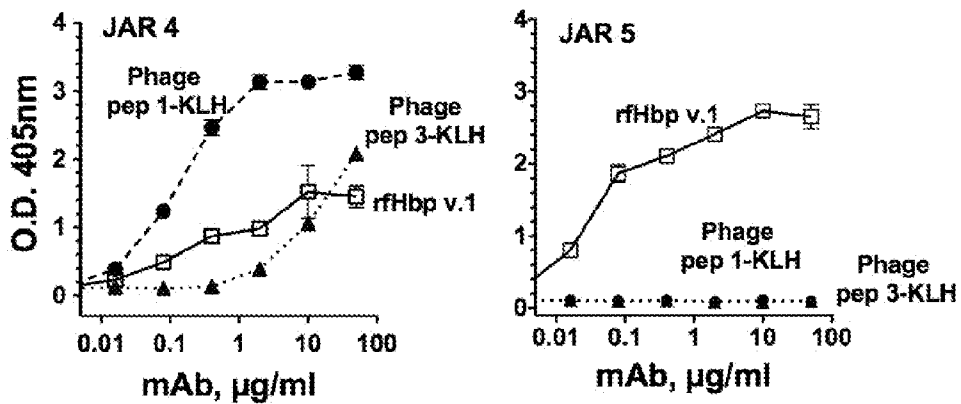 JAR 4
Phage
pep 1-KLH
Phage
pep 3-KLH
rfHbp v.1
O.D. 405nm
4
3
2
1
0
0.01 0.1 1 10 100
mAb, µg/ml
JAR 5
rfHbp v.1
Phage
pep 1-KLH
Phage
pep 3-KLH
4
3
2
1
0
0.01 0.1 1 10 100
mAb, µg/ml